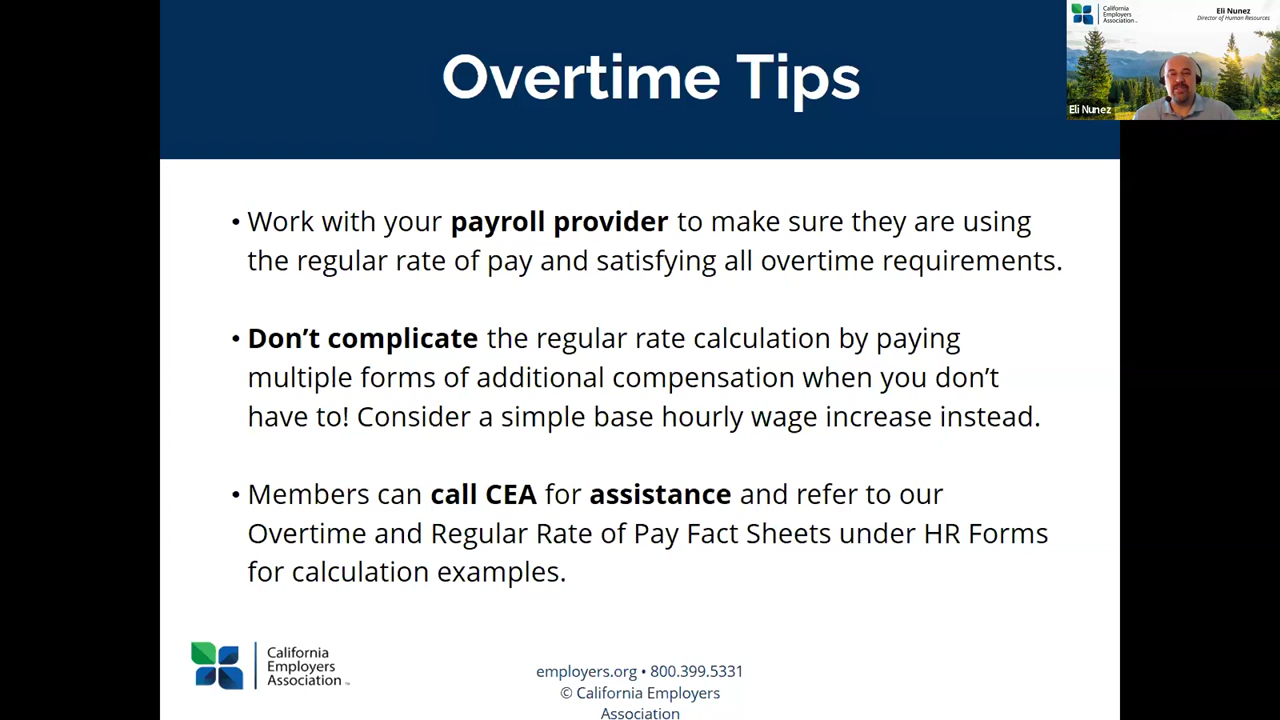 Overtime Tips
California
Employers
Association
Eli Nunez
Director of Human Resources
Eli Nunez
• Work with your payroll provider to make sure they are using
the regular rate of pay and satisfying all overtime requirements.
• Don’t complicate the regular rate calculation by paying
multiple forms of additional compensation when you don’t
have to! Consider a simple base hourly wage increase instead.
• Members can call CEA for assistance and refer to our
Overtime and Regular Rate of Pay Fact Sheets under HR Forms
for calculation examples.
California
Employers
Association™
employers.org • 800.399.5331
© California Employers
Association